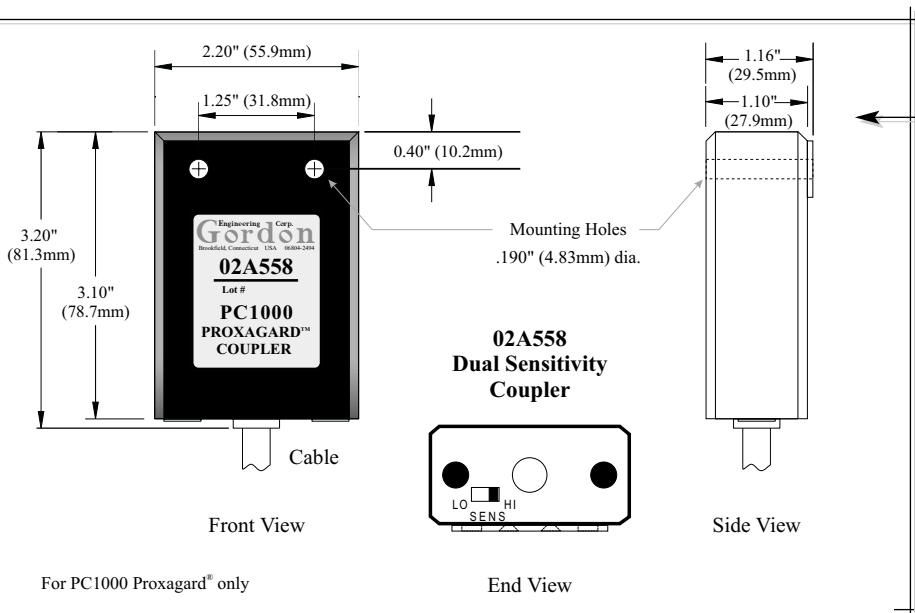 2.20" (55.9mm)
1.25" (31.8mm)
0.40" (10.2mm)
1.16"
(29.5mm)
1.10"
(27.9mm)
3.20"
(81.3mm)
3.10"
(78.7mm)
Mounting Holes
.190" (4.83mm) dia.
Engineering Corp.
Gordon
Brookfield, Connecticut USA 06804-2494
02A558
Lot #
PC1000
PROXAGARD™
COUPLER
02A558
Dual Sensitivity
Coupler
Cable
LO HI
SENS
Front View
Side View
For PC1000 Proxagard® only
End View